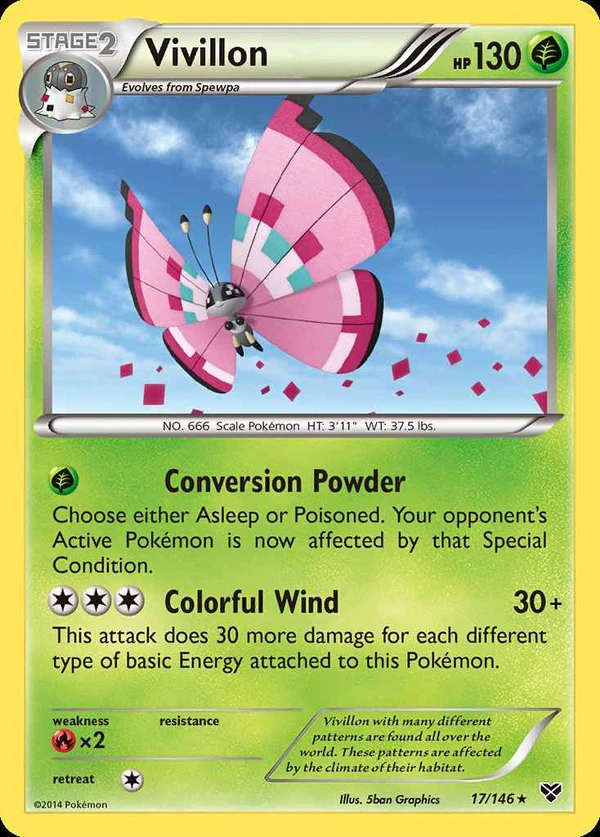 STAGE2
Vivillon
HP130
Evolves from Spewpa
NO. 666 Scale Pokémon HT: 3'11" WT: 37.5 lbs.
Conversion Powder
Choose either Asleep or Poisoned. Your opponent's
Active Pokémon is now affected by that Special
Condition.
Colorful Wind 30+
This attack does 30 more damage for each different
type of basic Energy attached to this Pokémon.
weakness resistance
×2
retreat
Vivillon with many different
patterns are found all over the
world. These patterns are affected
by the climate of their habitat.
©2014 Pokémon
Illus. 5ban Graphics 17/146 ★